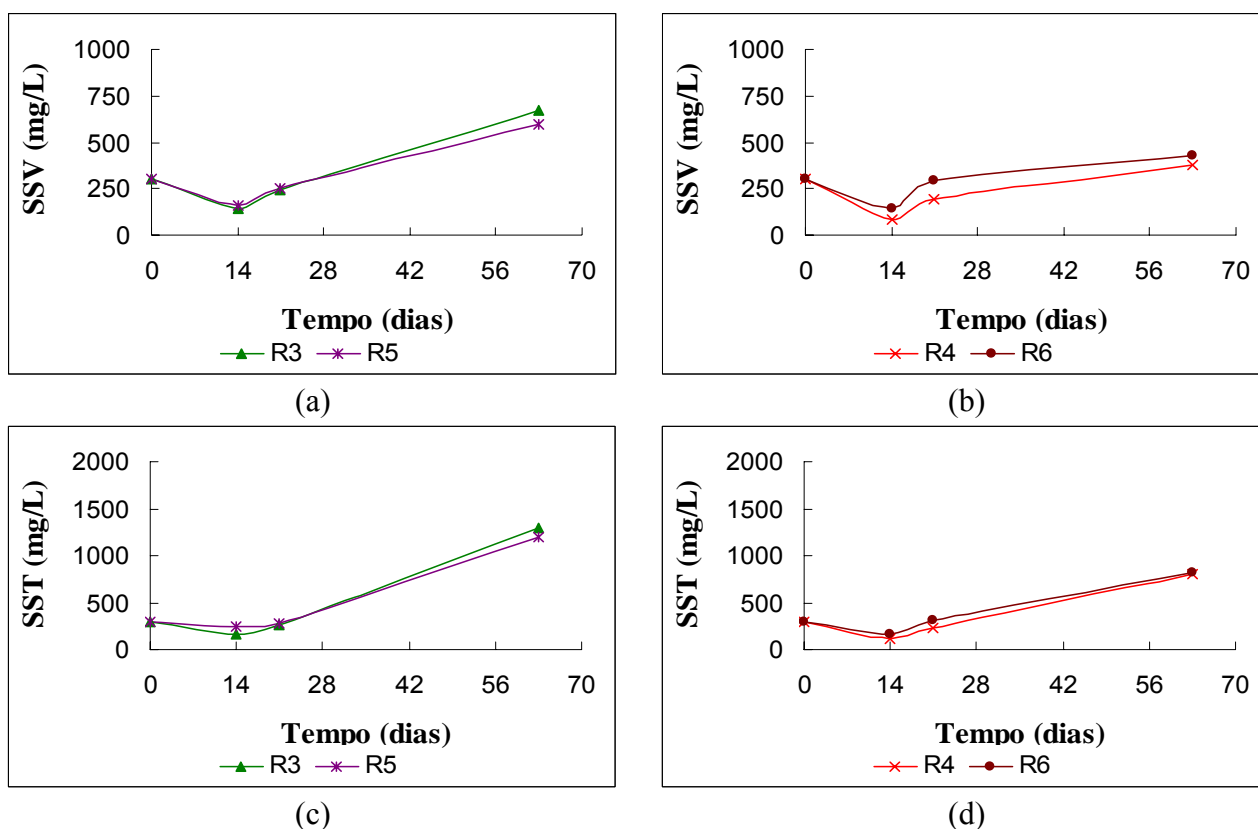 SSV (mg/L)
1000
750
500
250
0
0 14 28 42 56 70
Tempo (dias)
R3 R5
(a)
SSV (mg/L)
1000
750
500
250
0
0 14 28 42 56 70
Tempo (dias)
R4 R6
(b)
SST (mg/L)
2000
1500
1000
500
0
0 14 28 42 56 70
Tempo (dias)
R3 R5
(c)
SST (mg/L)
2000
1500
1000
500
0
0 14 28 42 56 70
Tempo (dias)
R4 R6
(d)